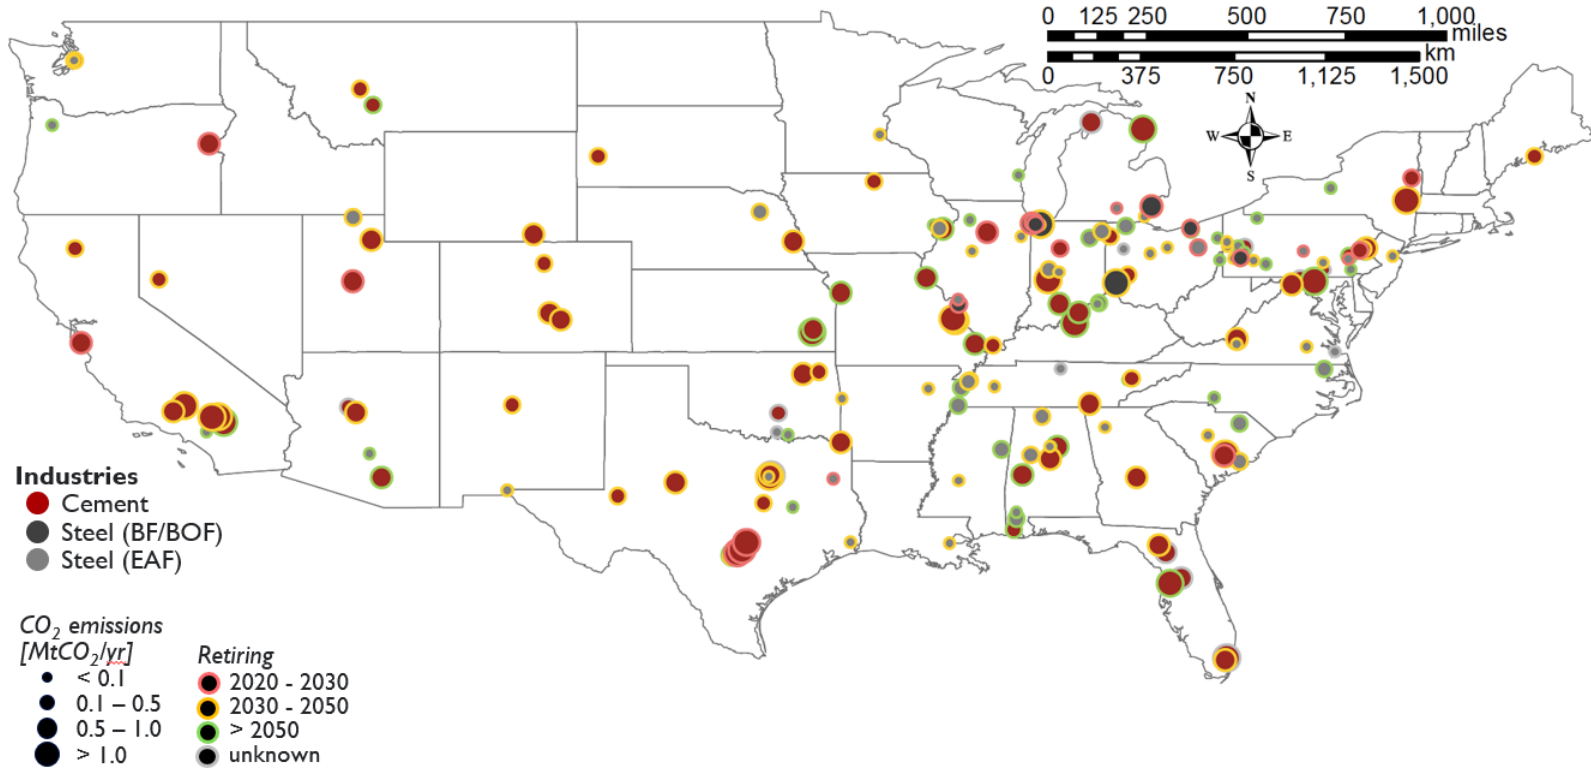 0 125 250 500 750 1,000
miles
km
0 375 750 1,125 1,500
N
W E
S
Industries
Cement
Steel (BF/BOF)
Steel (EAF)
CO₂ emissions
[MtCO₂/yr]
< 0.1
0.1 – 0.5
0.5 – 1.0
> 1.0
Retiring
2020 - 2030
2030 - 2050
> 2050
unknown